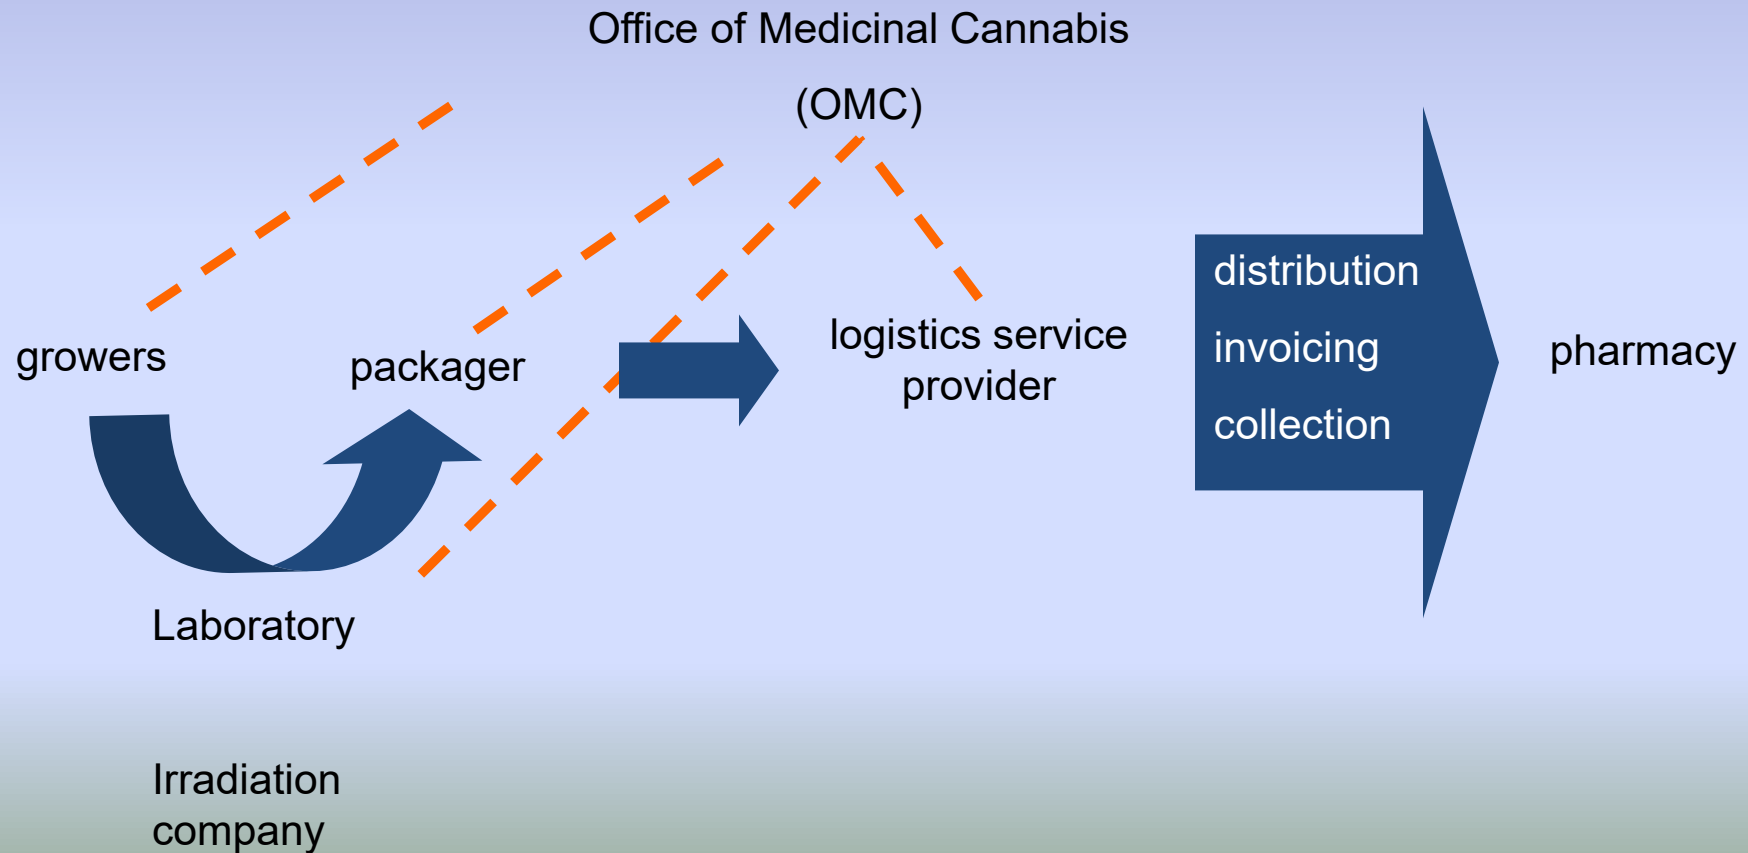 Office of Medicinal Cannabis
(OMC)
growers
packager
logistics service
provider
distribution
invoicing
collection
pharmacy
Laboratory
Irradiation
company